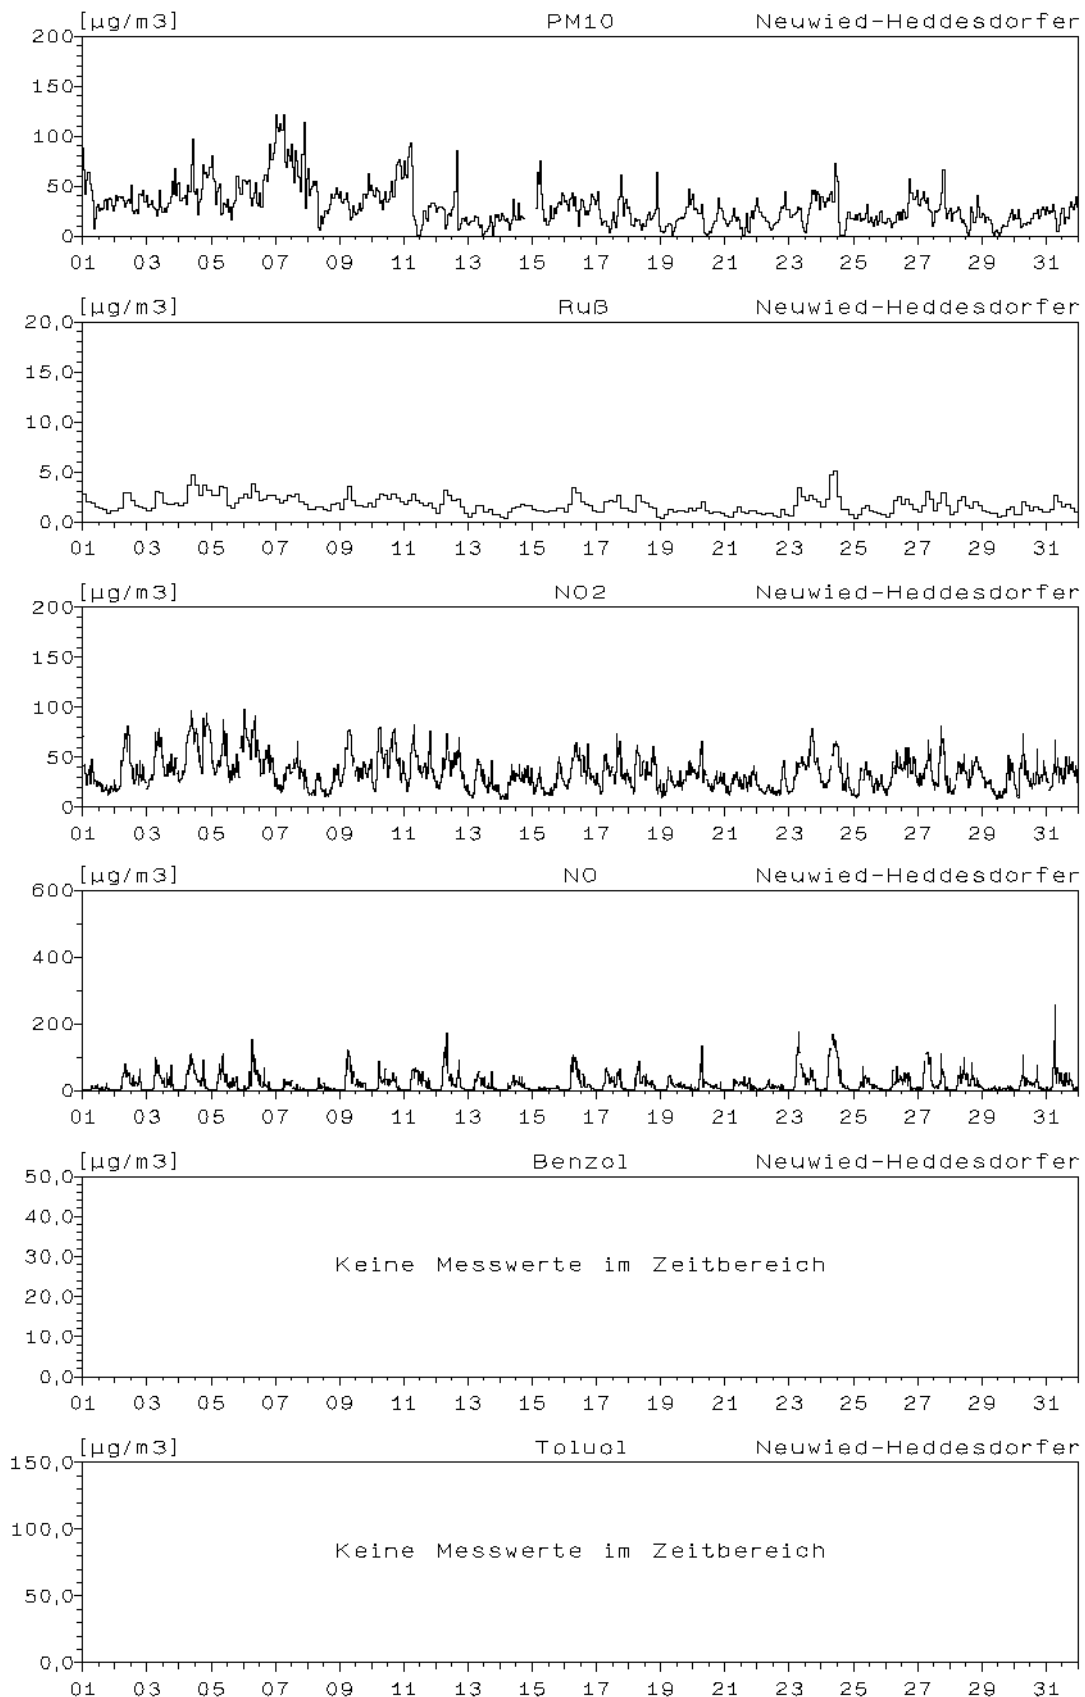 [µg/m3] PM10 Neuwied-Heddesdorfer
200
150
100
50
0
01 03 05 07 09 11 13 15 17 19 21 23 25 27 29 31
[µg/m3] Ruß Neuwied-Heddesdorfer
20,0
15,0
10,0
5,0
0,0
01 03 05 07 09 11 13 15 17 19 21 23 25 27 29 31
[µg/m3] NO2 Neuwied-Heddesdorfer
200
150
100
50
0
01 03 05 07 09 11 13 15 17 19 21 23 25 27 29 31
[µg/m3] NO Neuwied-Heddesdorfer
600
400
200
0
01 03 05 07 09 11 13 15 17 19 21 23 25 27 29 31
[µg/m3] Benzol Neuwied-Heddesdorfer
50,0
40,0
30,0
Keine Messwerte im Zeitbereich
20,0
10,0
0,0
01 03 05 07 09 11 13 15 17 19 21 23 25 27 29 31
[µg/m3] Toluol Neuwied-Heddesdorfer
150,0
100,0
Keine Messwerte im Zeitbereich
50,0
0,0
01 03 05 07 09 11 13 15 17 19 21 23 25 27 29 31